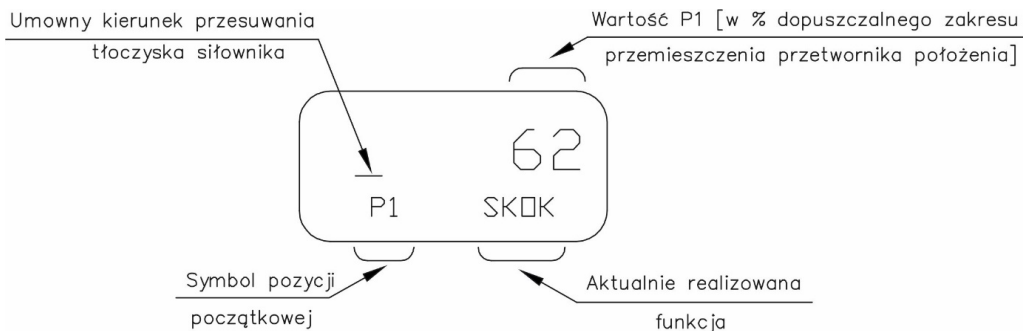 Umowny kierunek przesuwania
tłoczyska siłownika
Wartość P1 [w % dopuszczalnego zakresu
przemieszczenia przetwornika położenia]
62
P1 SKOK
Symbol pozycji
początkowej
Aktualnie realizowana
funkcja